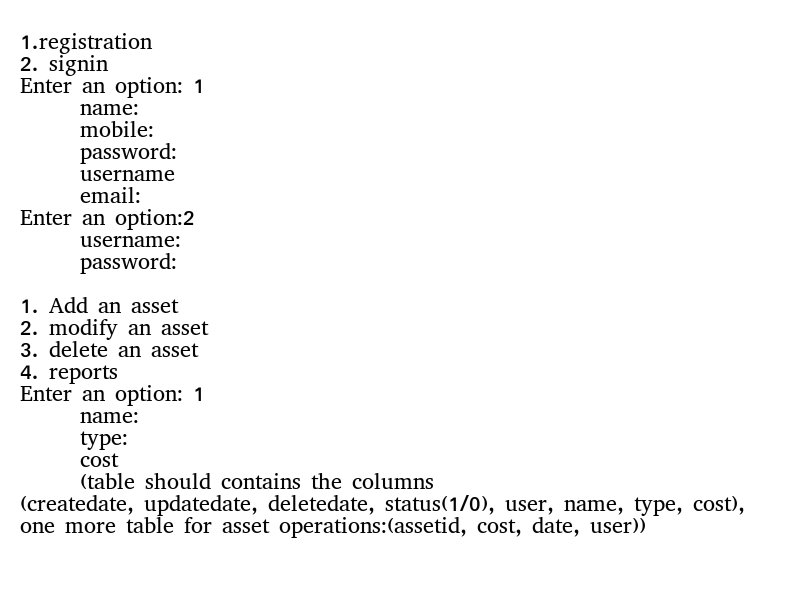 1.registration
2. signin
Enter an option: 1
name:
mobile:
password:
username
email:
Enter an option:2
username:
password:
1. Add an asset
2. modify an asset
3. delete an asset
4. reports
Enter an option: 1
name:
type:
cost
(table should contains the columns
(createdate, updatedate, deletedate, status(1/0), user, name, type, cost),
one more table for asset operations:(assetid, cost, date, user))